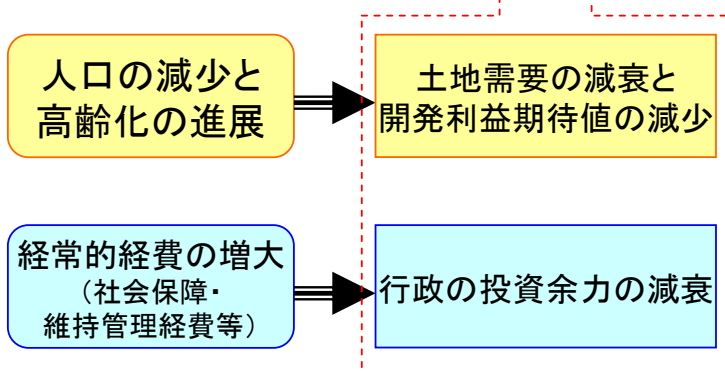 人口の減少と
高齢化の進展
土地需要の減衰と
開発利益期待値の減少
経常的経費の増大
（社会保障・
維持管理経費等）
行政の投資余力の減衰